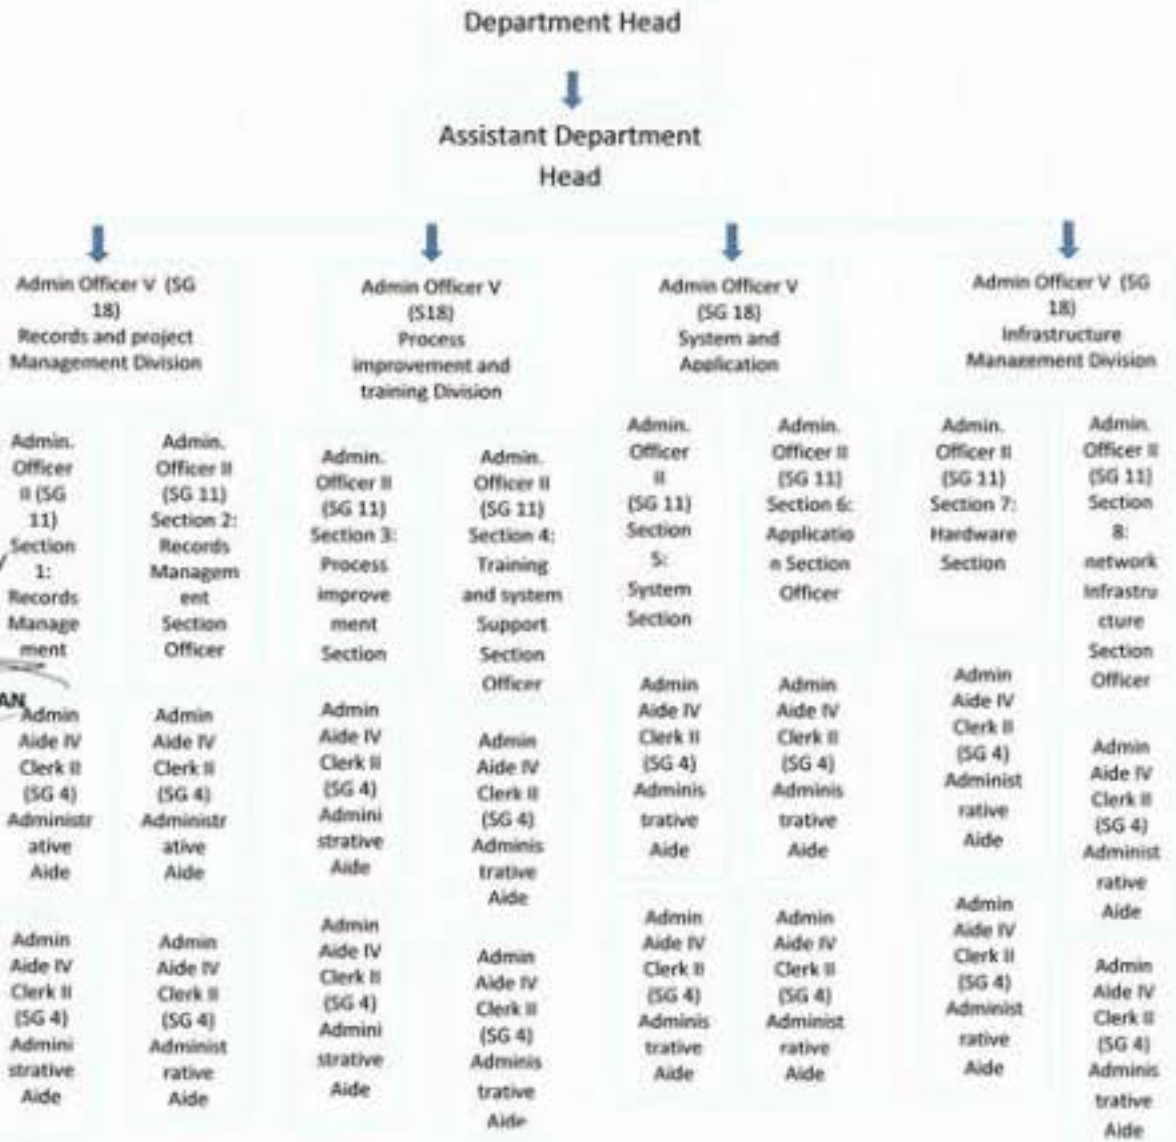 Department Head
Assistant Department
Head
Admin Officer V (SG
18)
Records and project
Management Division
Admin Officer V
(S18)
Process
improvement and
training Division
Admin Officer V
(SG 18)
System and
Application
Admin Officer V (SG
18)
Infrastructure
Management Division
Admin.
Officer
II (SG
11)
Section
1:
Records
Manage
ment
Admin.
Officer II
(SG 11)
Section 2:
Records
Managem
ent
Section
Officer
Admin.
Officer II
(SG 11)
Section 3:
Process
improve
ment
Section
Admin.
Officer II
(SG 11)
Section 4:
Training
and system
Support
Section
Officer
Admin.
Officer
II
(SG 11)
Section
5:
System
Section
Admin.
Officer II
(SG 11)
Section 6:
Applicatio
n Section
Officer
Admin.
Officer II
(SG 11)
Section 7:
Hardware
Section
Admin.
Officer II
(SG 11)
Section
8:
network
Infrastru
cture
Section
Officer
AN
Admin
Aide IV
Clerk II
(SG 4)
Administr
ative
Aide
Admin
Aide IV
Clerk II
(SG 4)
Administr
ative
Aide
Admin
Aide IV
Clerk II
(SG 4)
Admini
strative
Aide
Admin
Aide IV
Clerk II
(SG 4)
Adminis
trative
Aide
Admin
Aide IV
Clerk II
(SG 4)
Adminis
trative
Aide
Admin
Aide IV
Clerk II
(SG 4)
Adminis
trative
Aide
Admin
Aide IV
Clerk II
(SG 4)
Administ
rative
Aide
Admin
Aide IV
Clerk II
(SG 4)
Administ
rative
Aide
Admin
Aide IV
Clerk II
(SG 4)
Admini
strative
Aide
Admin
Aide IV
Clerk II
(SG 4)
Administ
rative
Aide
Admin
Aide IV
Clerk II
(SG 4)
Admini
strative
Aide
Admin
Aide IV
Clerk II
(SG 4)
Adminis
trative
Aide
Admin
Aide IV
Clerk II
(SG 4)
Adminis
trative
Aide
Admin
Aide IV
Clerk II
(SG 4)
Administ
rative
Aide
Admin
Aide IV
Clerk II
(SG 4)
Administ
rative
Aide
Admin
Aide IV
Clerk II
(SG 4)
Adminis
trative
Aide